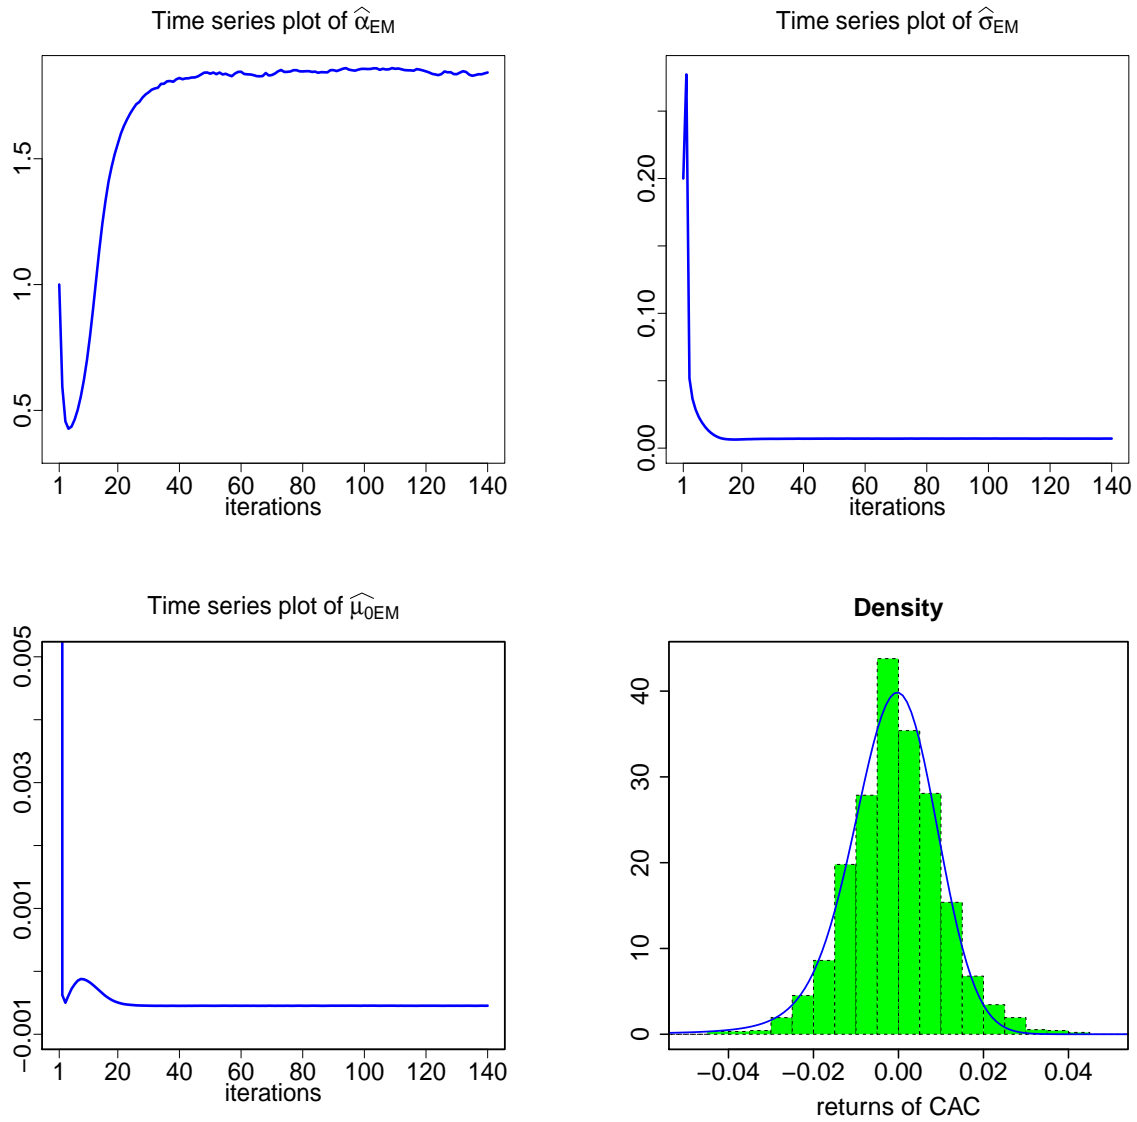 Time series plot of α̂EM
1.5
1.0
0.5
1 20 40 60 80 100 120 140
iterations
Time series plot of σ̂EM
0.20
0.10
0.00
1 20 40 60 80 100 120 140
iterations
Time series plot of μ̂0EM
0.005
0.003
0.001
−0.001
1 20 40 60 80 100 120 140
iterations
Density
40
30
20
10
0
−0.04 −0.02 0.00 0.02 0.04
returns of CAC